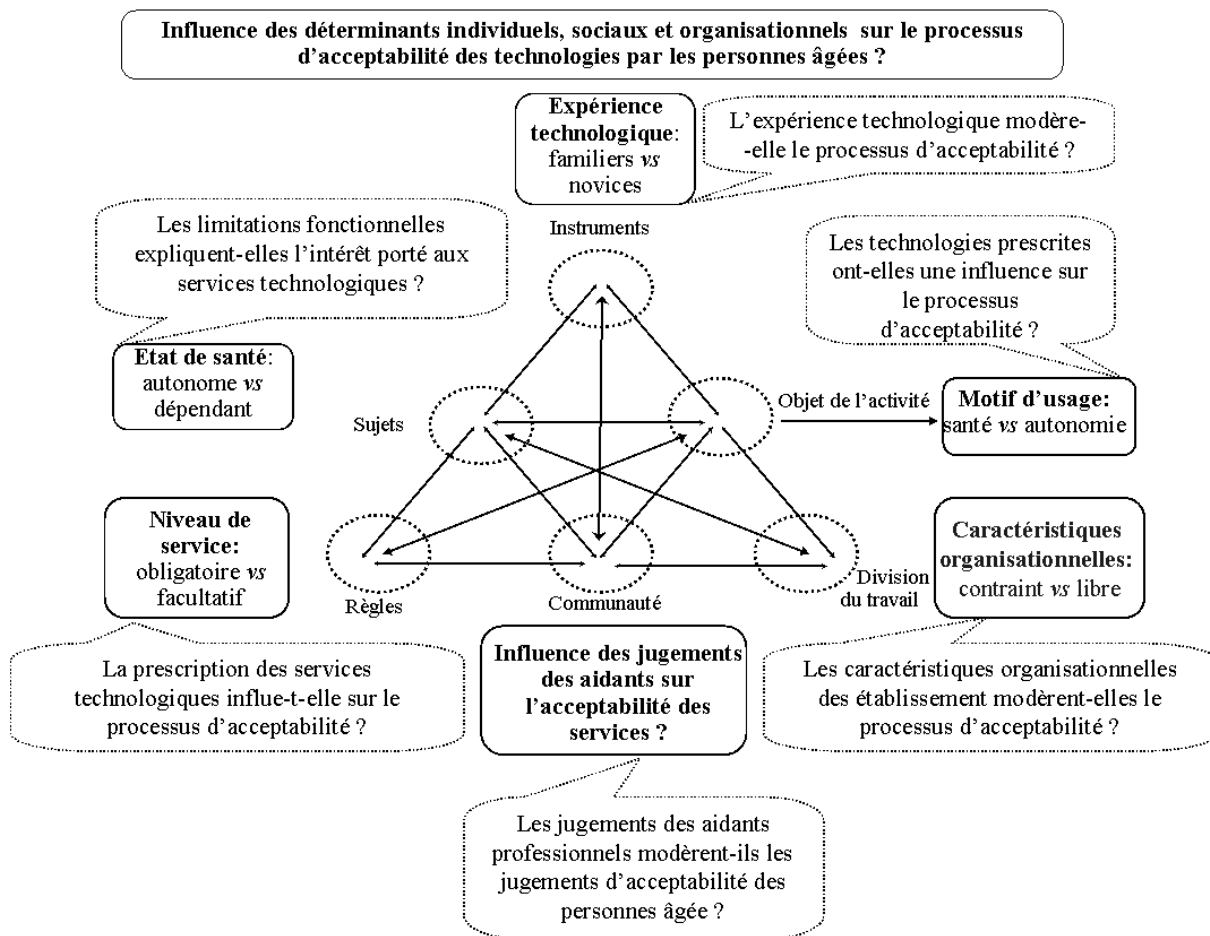 Influence des déterminants individuels, sociaux et organisationnels sur le processus
d'acceptabilité des technologies par les personnes âgées ?
Expérience
technologique:
familiers vs
novices
L'expérience technologique modère-
-elle le processus d'acceptabilité ?
Les limitations fonctionnelles
expliquent-elles l'intérêt porté aux
services technologiques ?
Instruments
Les technologies prescrites
ont-elles une influence sur
le processus
d'acceptabilité ?
Etat de santé:
autonome vs
dépendant
Sujets
Objet de l'activité
Motif d'usage:
santé vs autonomie
Niveau de
service:
obligatoire vs
facultatif
Règles
Communauté
Division
du travail
Caractéristiques
organisationnelles:
contraint vs libre
La prescription des services
technologiques influe-t-elle sur le
processus d'acceptabilité ?
Influence des jugements
des aidants sur
l'acceptabilité des
services ?
Les caractéristiques organisationnelles
des établissement modèrent-elles le
processus d'acceptabilité ?
Les jugements des aidants
professionnels modèrent-ils les
jugements d'acceptabilité des
personnes âgée ?